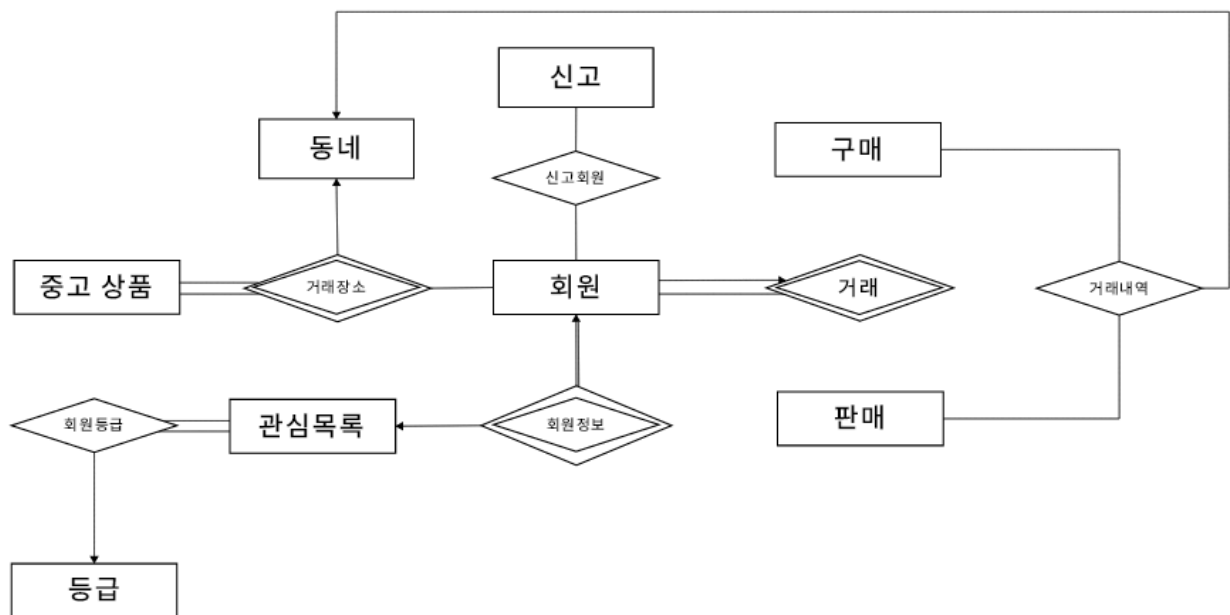 신고
동네
구매
신고회원
중고 상품
거래장소
회원
거래
거래내역
회원등급
관심목록
회원정보
판매
등급